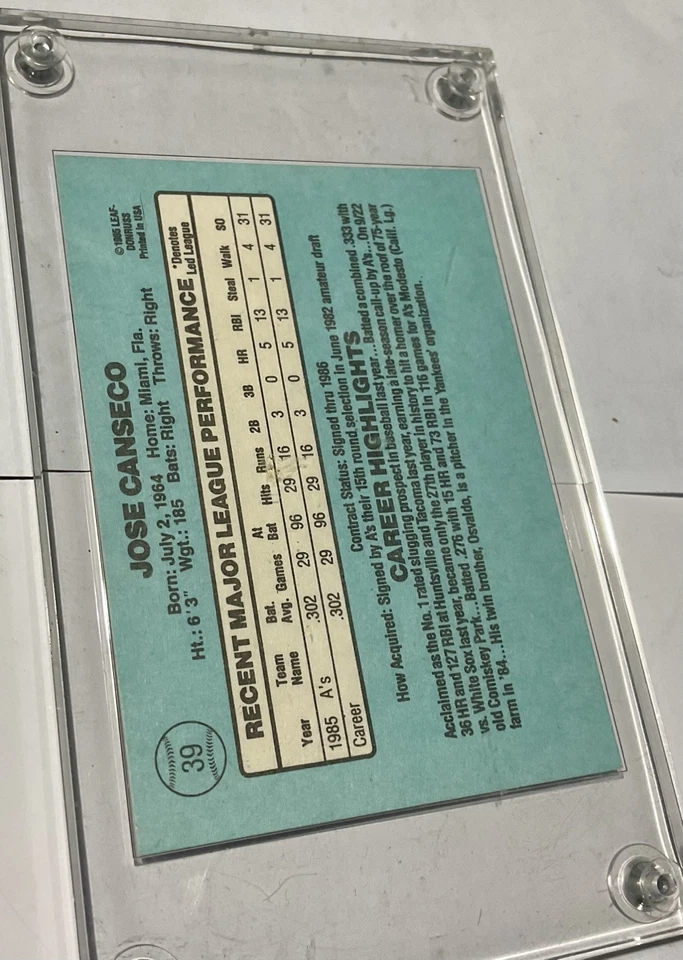 39
JOSE CANSECO
© 1985 LEAF-
DONRUSS
Printed in USA
Born: July 2, 1964 Home: Miami, Fla.
Ht.: 6'3" Wgt.: 185 Bats: Right Throws: Right
RECENT MAJOR LEAGUE PERFORMANCE
*Denotes
Led League
Year Team Name Bat. Avg. Games At Bat Hits Runs 2B 3B HR RBI Steal Walk SO
1985 A's .302 29 96 29 16 3 0 5 13 1 4 31
Career .302 29 96 29 16 3 0 5 13 1 4 31
Contract Status: Signed thru 1986
How Acquired: Signed by A's their 15th round selection in June 1982 amateur draft
CAREER HIGHLIGHTS
Acclaimed as the No. 1 rated slugging prospect in baseball last year...Batted a combined .333 with
36 HR and 127 RBI at Huntsville and Tacoma last year, earning a late-season call-up by A's...On 9/22
vs. White Sox last year, became only the 27th player in history to hit a homer over the roof of 75-year
old Comiskey Park...Batted .276 with 15 HR and 73 RBI in 116 games for A's Modesto (Calif. Lg.)
farm in '84...His twin brother, Osvaldo, is a pitcher in the Yankees' organization.